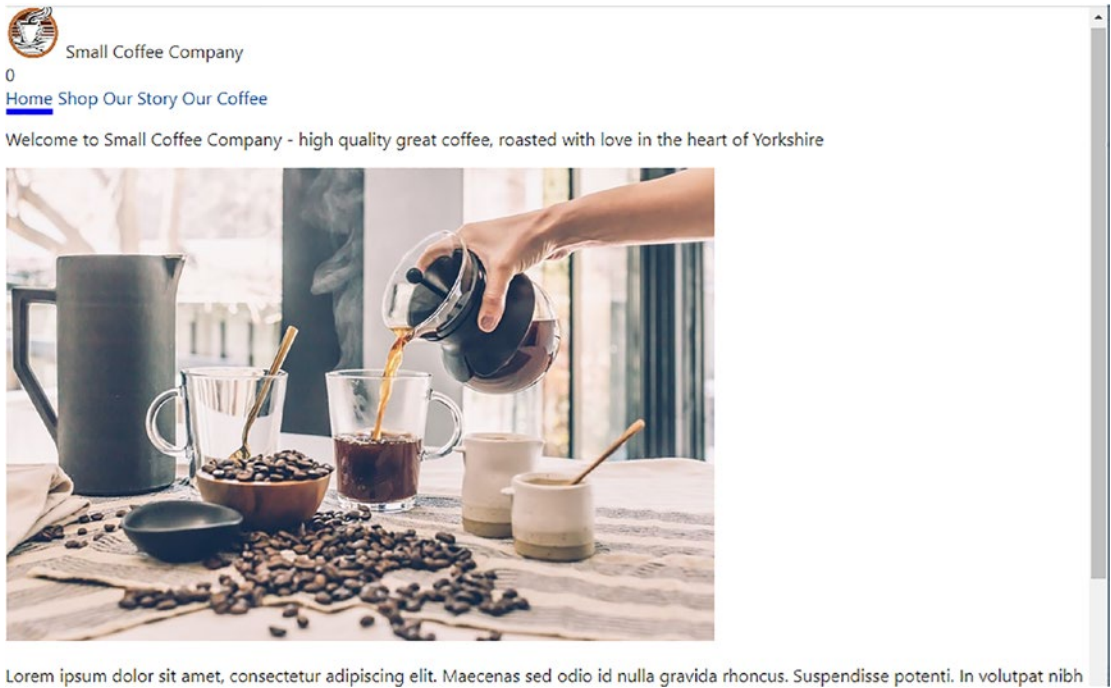 Small Coffee Company
0
Home Shop Our Story Our Coffee
Welcome to Small Coffee Company - high quality great coffee, roasted with love in the heart of Yorkshire
Lorem ipsum dolor sit amet, consectetur adipiscing elit. Maecenas sed odio id nulla gravida rhoncus. Suspendisse potenti. In volutpat nibh